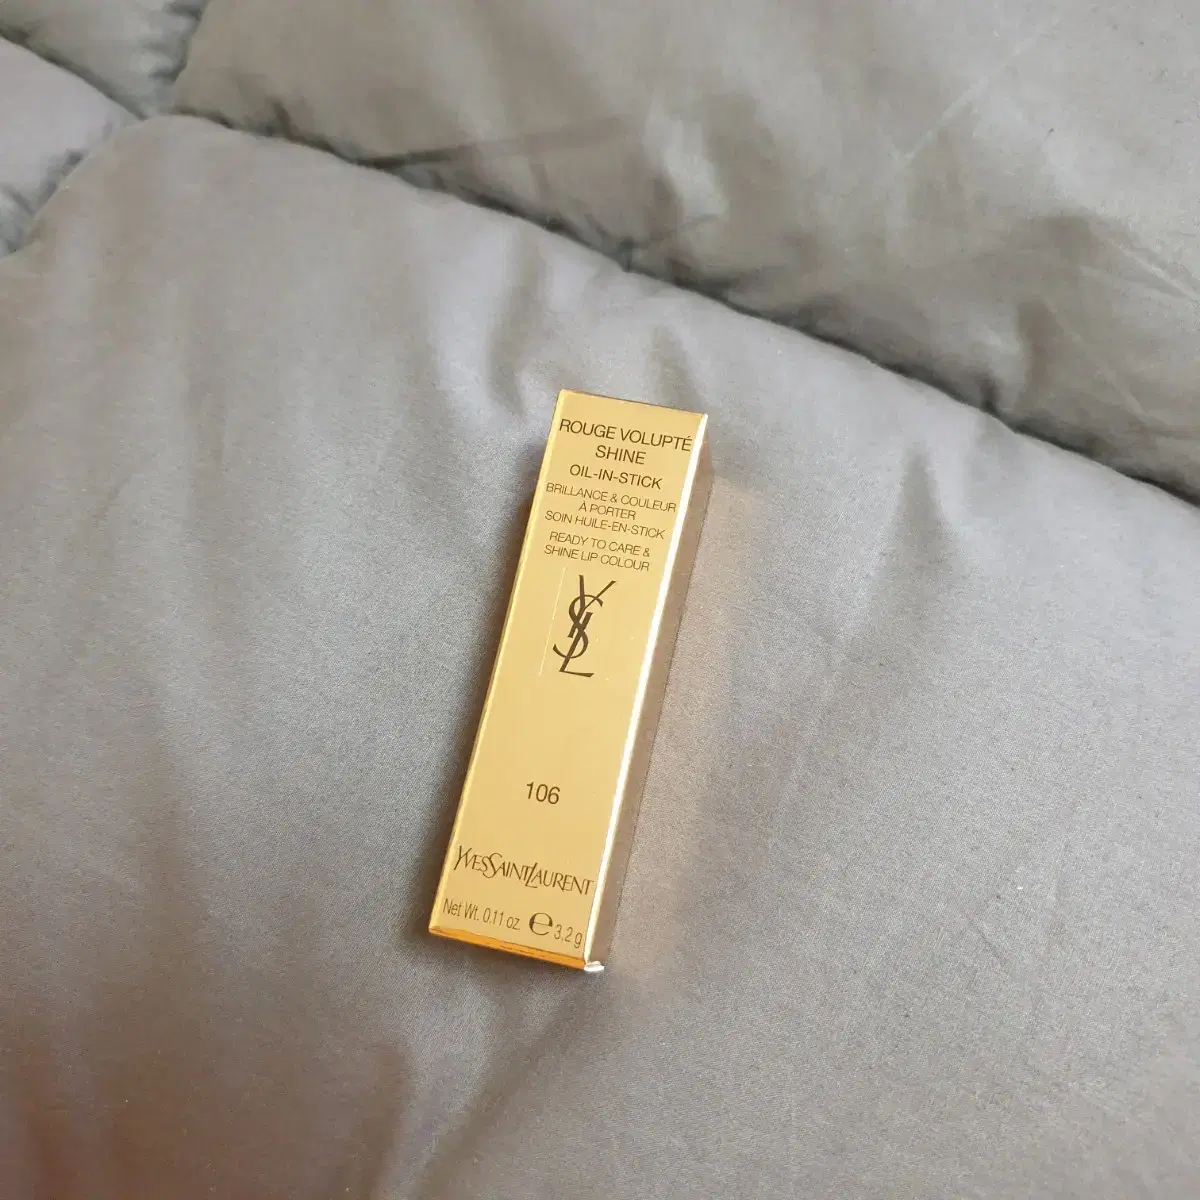 ROUGE VOLUPTÉ
SHINE
OIL-IN-STICK
BRILLANCE & COULEUR
À PORTER
SOIN HUILE-EN-STICK
READY TO CARE &
SHINE LIP COLOUR
YSL
106
YVESSAINTLAURENT
Net Wt. 0.11 oz. ℮ 3,2 g